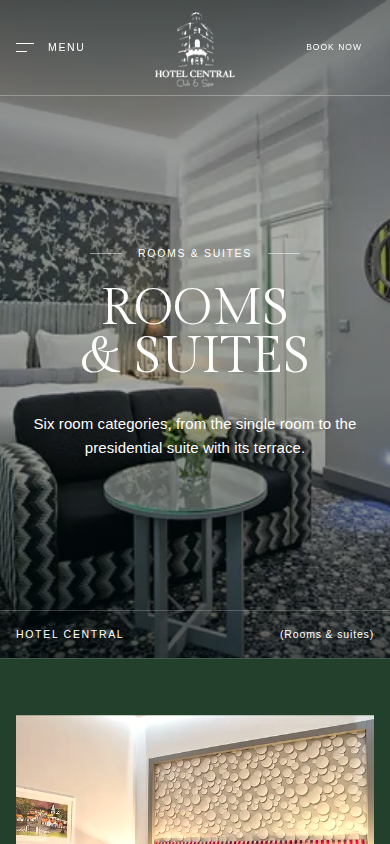 MENU
HOTEL CENTRAL
Club & Spa
BOOK NOW
ROOMS & SUITES
ROOMS
& SUITES
Six room categories, from the single room to the
presidential suite with its terrace.
HOTEL CENTRAL
(Rooms & suites)